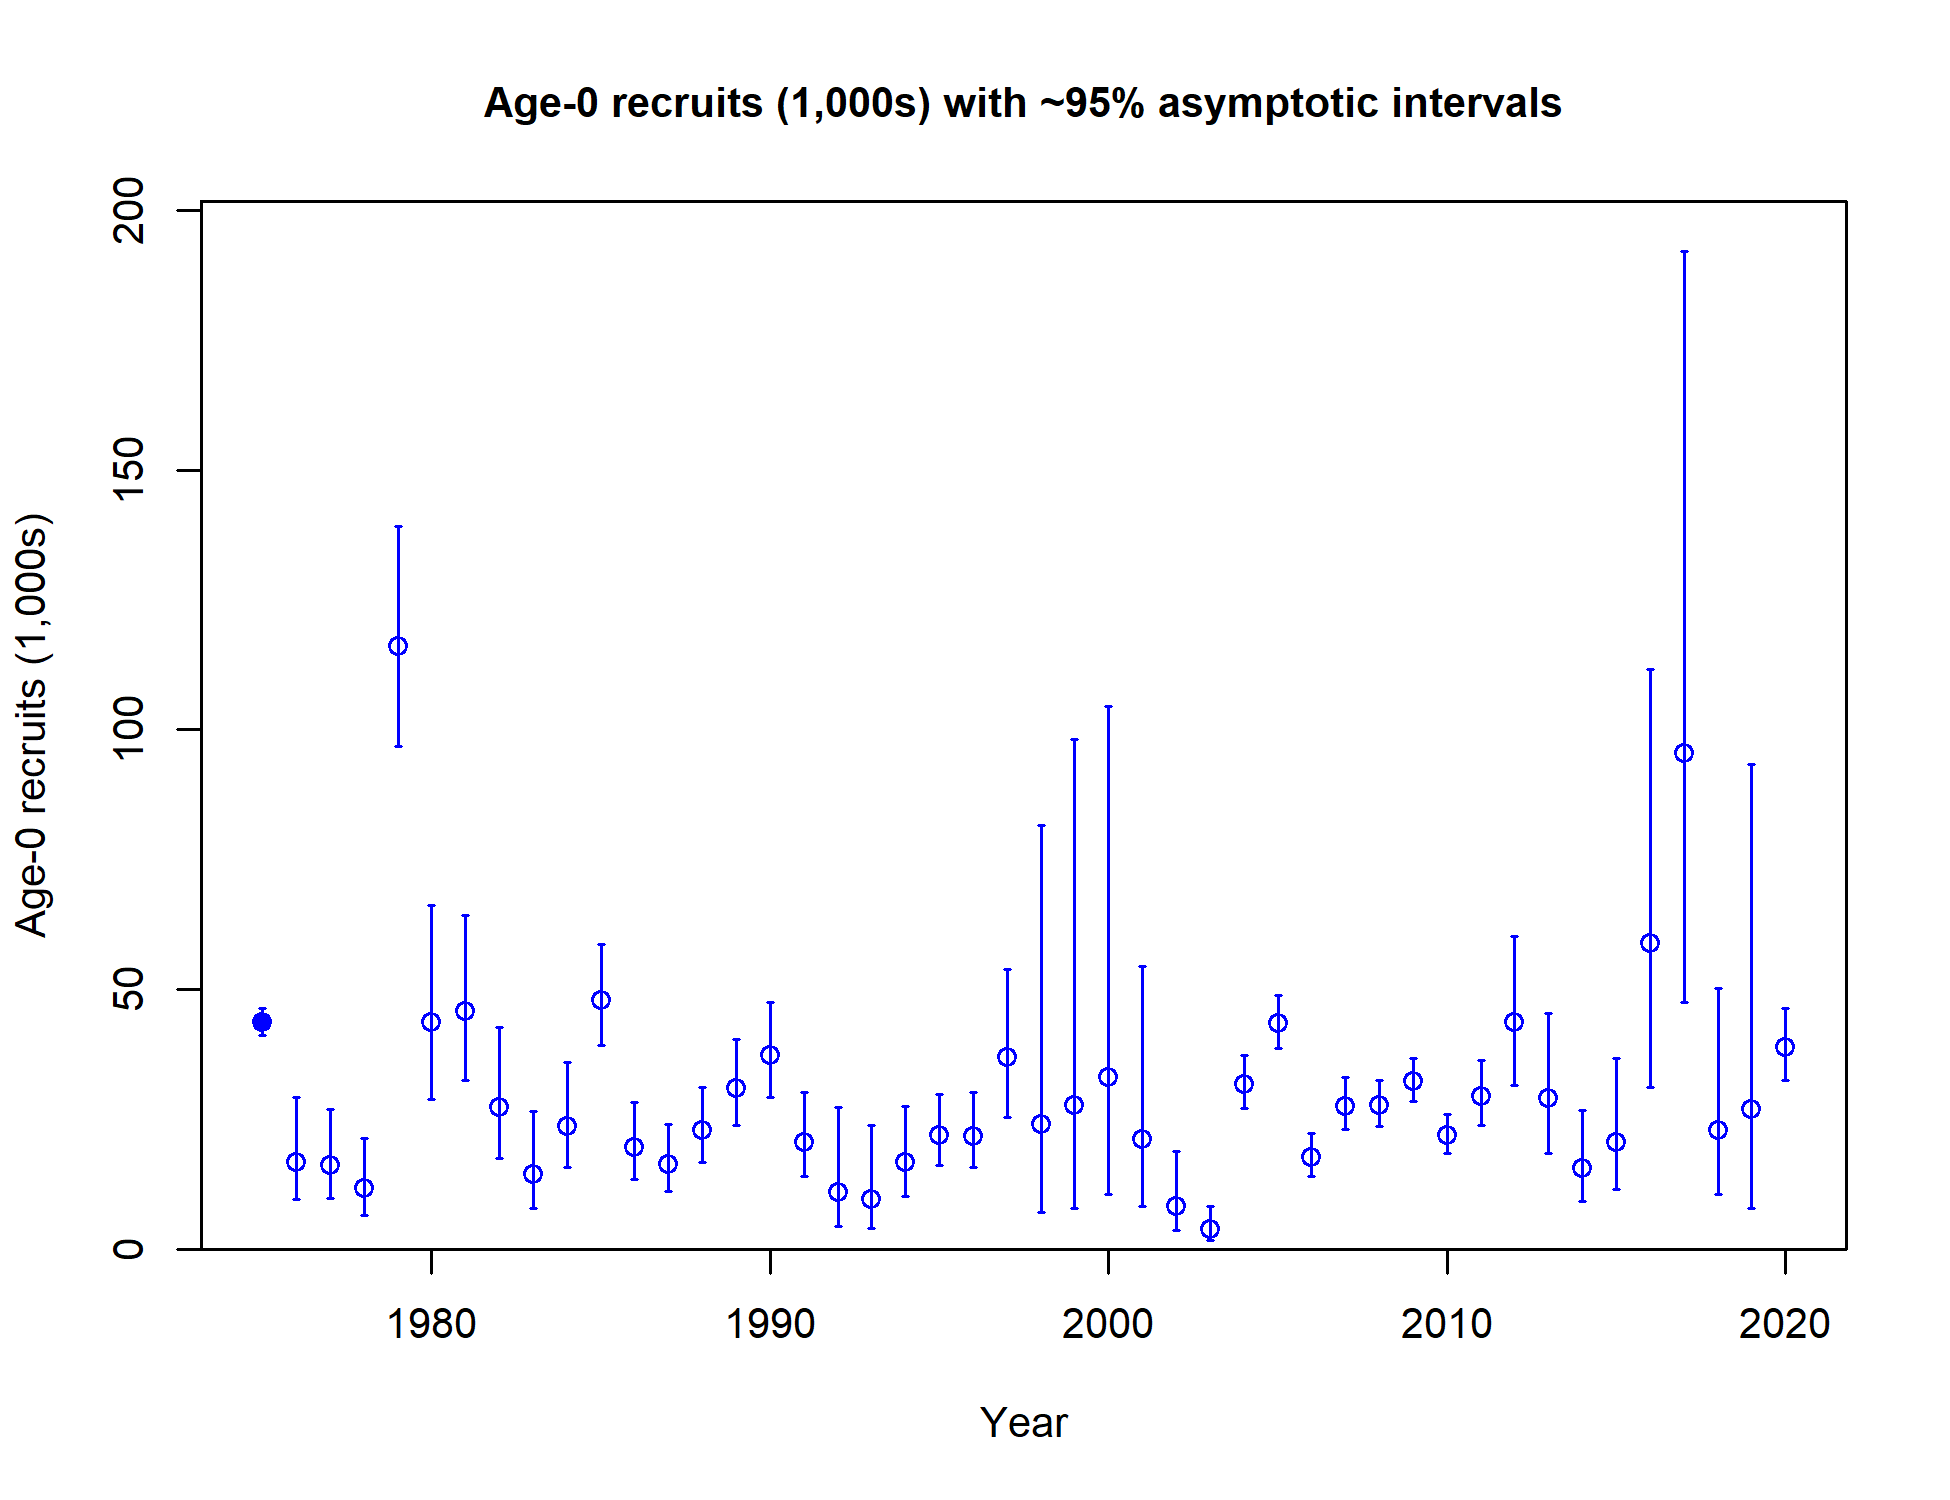 Age-0 recruits (1,000s) with ~95% asymptotic intervals
200
150
100
50
0
Age-0 recruits (1,000s)
1980 1990 2000 2010 2020
Year